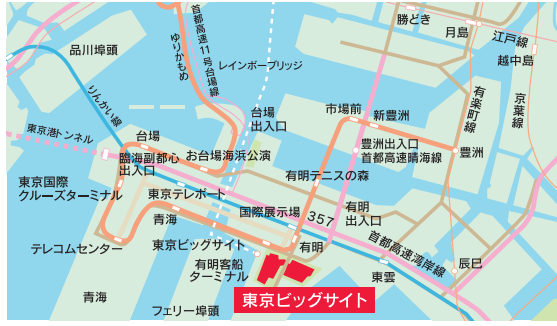 勝どき
月島
江戸線
越中島
品川埠頭
首都高速11号台場線
ゆりかもめ
レインボーブリッジ
りんかい線
有楽町線
京葉線
台場
出入口
市場前
新豊洲
東京港トンネル
台場
豊洲出入口
首都高速晴海線
豊洲
臨海副都心
出入口
お台場海浜公演
有明テニスの森
東京国際
クルーズターミナル
東京テレポート
有明
出入口
青海
国際展示場
357
首都高速湾岸線
テレコムセンター
東京ビッグサイト
有明
有明客船
ターミナル
東雲
辰巳
青海
フェリー埠頭
東京ビッグサイト